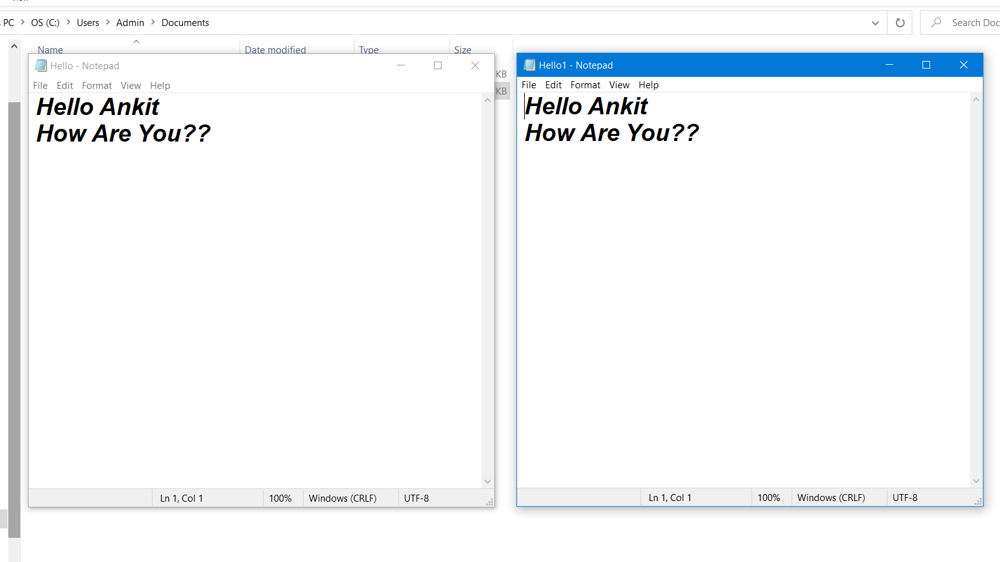 PC > OS (C:) > Users > Admin > Documents
Search Doc
Name Date modified Type Size
KB
KB
Hello - Notepad
File Edit Format View Help
Hello Ankit
How Are You??
Ln 1, Col 1 100% Windows (CRLF) UTF-8
Hello1 - Notepad
File Edit Format View Help
Hello Ankit
How Are You??
Ln 1, Col 1 100% Windows (CRLF) UTF-8